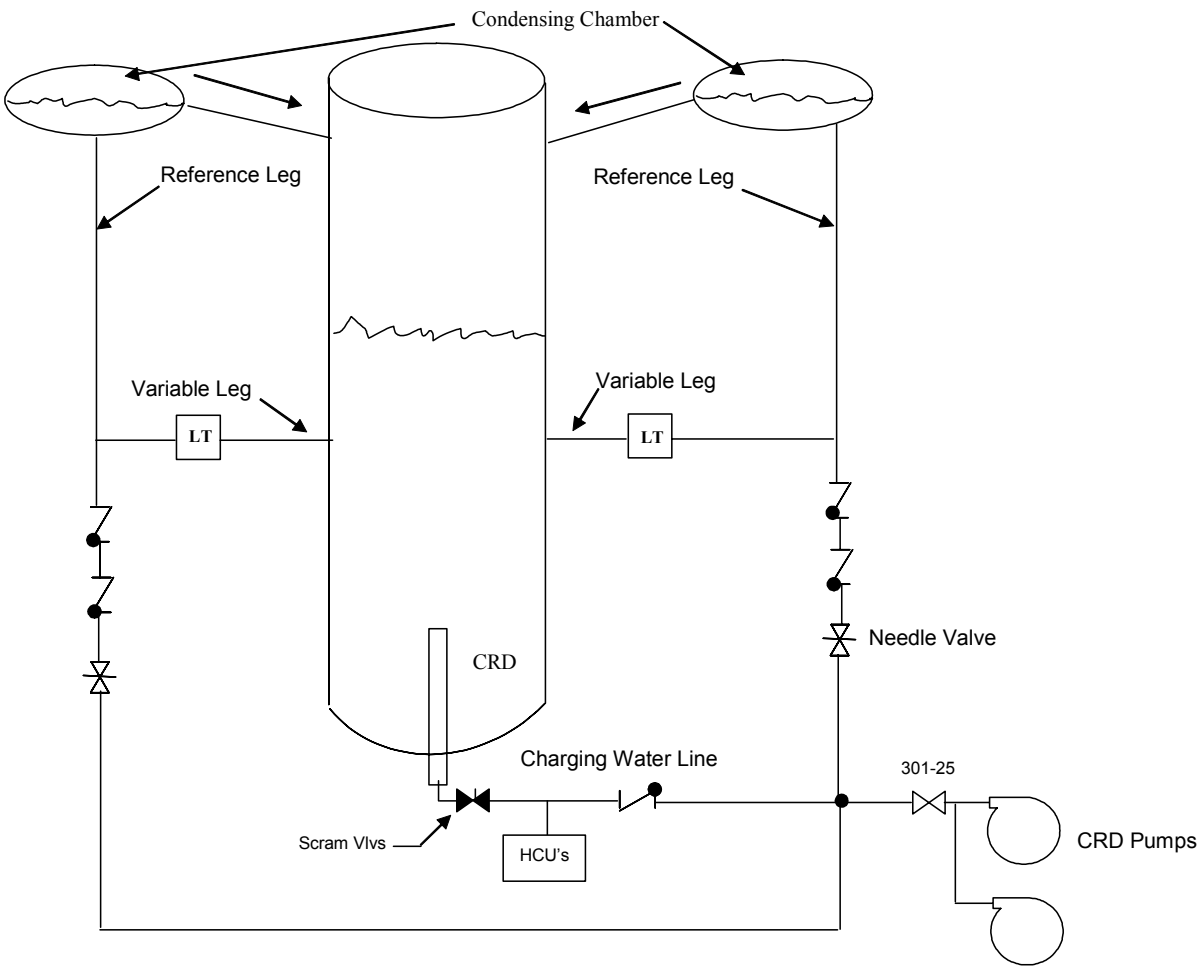 Condensing Chamber
Reference Leg
Reference Leg
Variable Leg
Variable Leg
LT
LT
Needle Valve
CRD
Charging Water Line
301-25
Scram Vlvs
HCU's
CRD Pumps